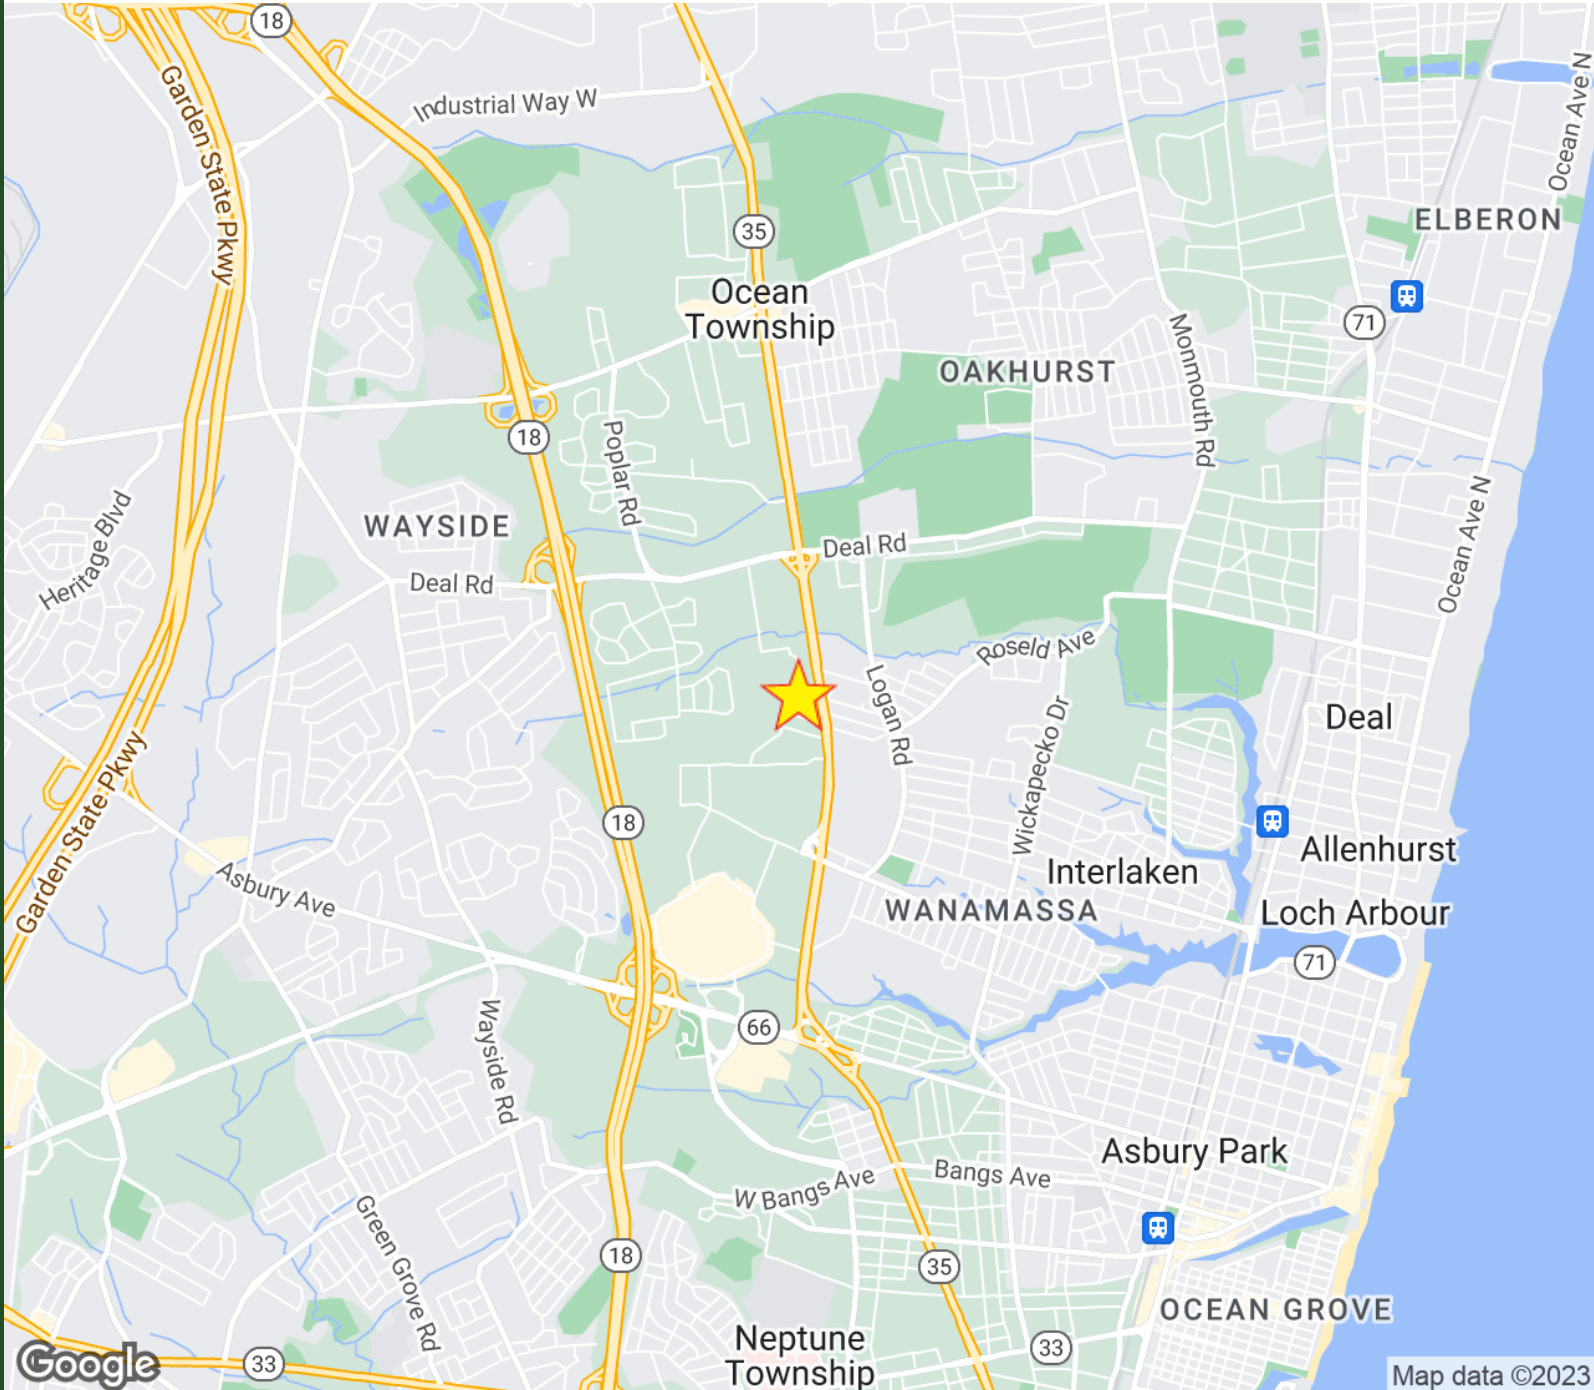 18
Garden State Pkwy
Industrial Way W
Ocean Ave N
ELBERON
35
Ocean
Township
71
OAKHURST
Monmouth Rd
18
Poplar Rd
WAYSIDE
Heritage Blvd
Deal Rd
Deal Rd
Ocean Ave N
Roseld Ave
Logan Rd
Wickapecko Dr
Deal
Garden State Pkwy
18
Allenhurst
Interlaken
Asbury Ave
WANAMASSA
Loch Arbour
71
66
Wayside Rd
Asbury Park
W Bangs Ave
Bangs Ave
Green Grove Rd
18
35
OCEAN GROVE
Neptune
Township
33
33
Google
Map data ©2023